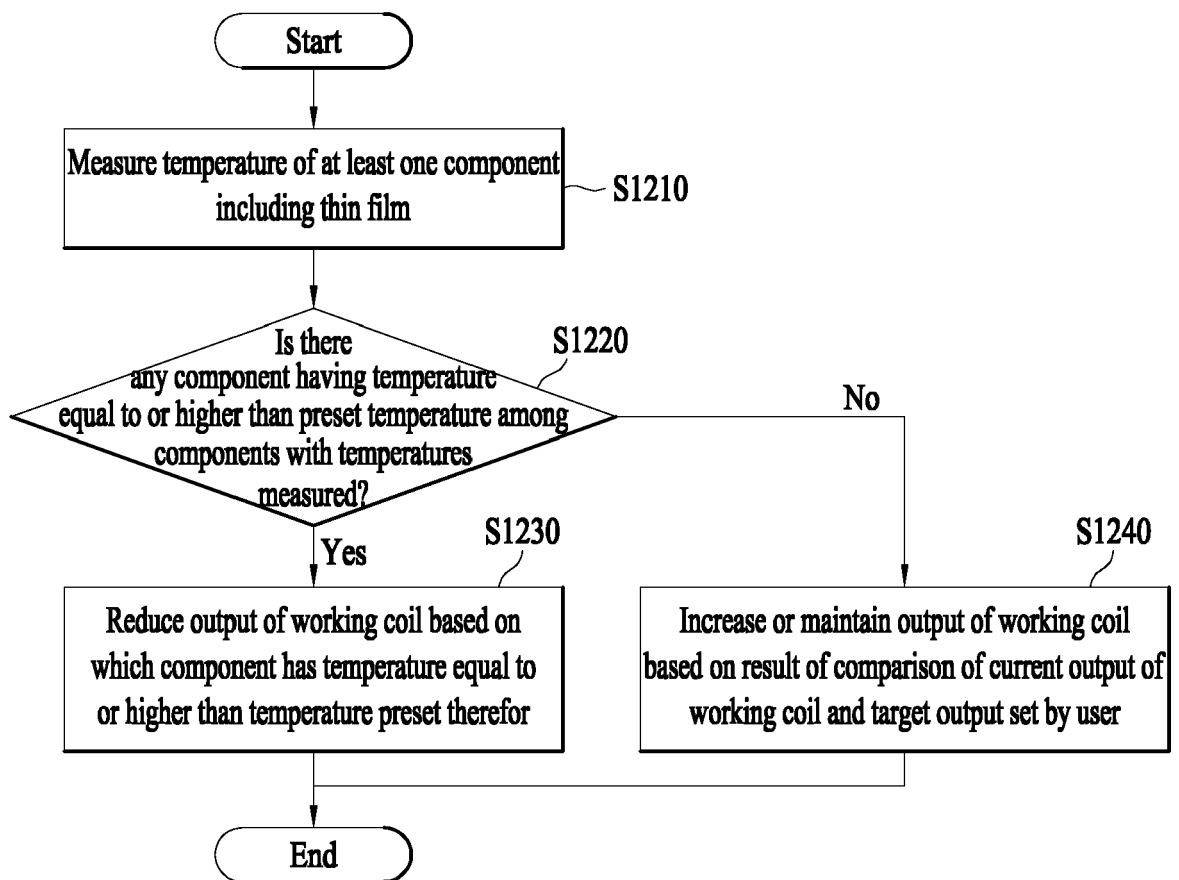 Start
Measure temperature of at least one component
including thin film
S1210
Is there
any component having temperature
equal to or higher than preset temperature among
components with temperatures
measured?
S1220
No
Yes
S1230
Reduce output of working coil based on
which component has temperature equal to
or higher than temperature preset therefor
S1240
Increase or maintain output of working coil
based on result of comparison of current output of
working coil and target output set by user
End